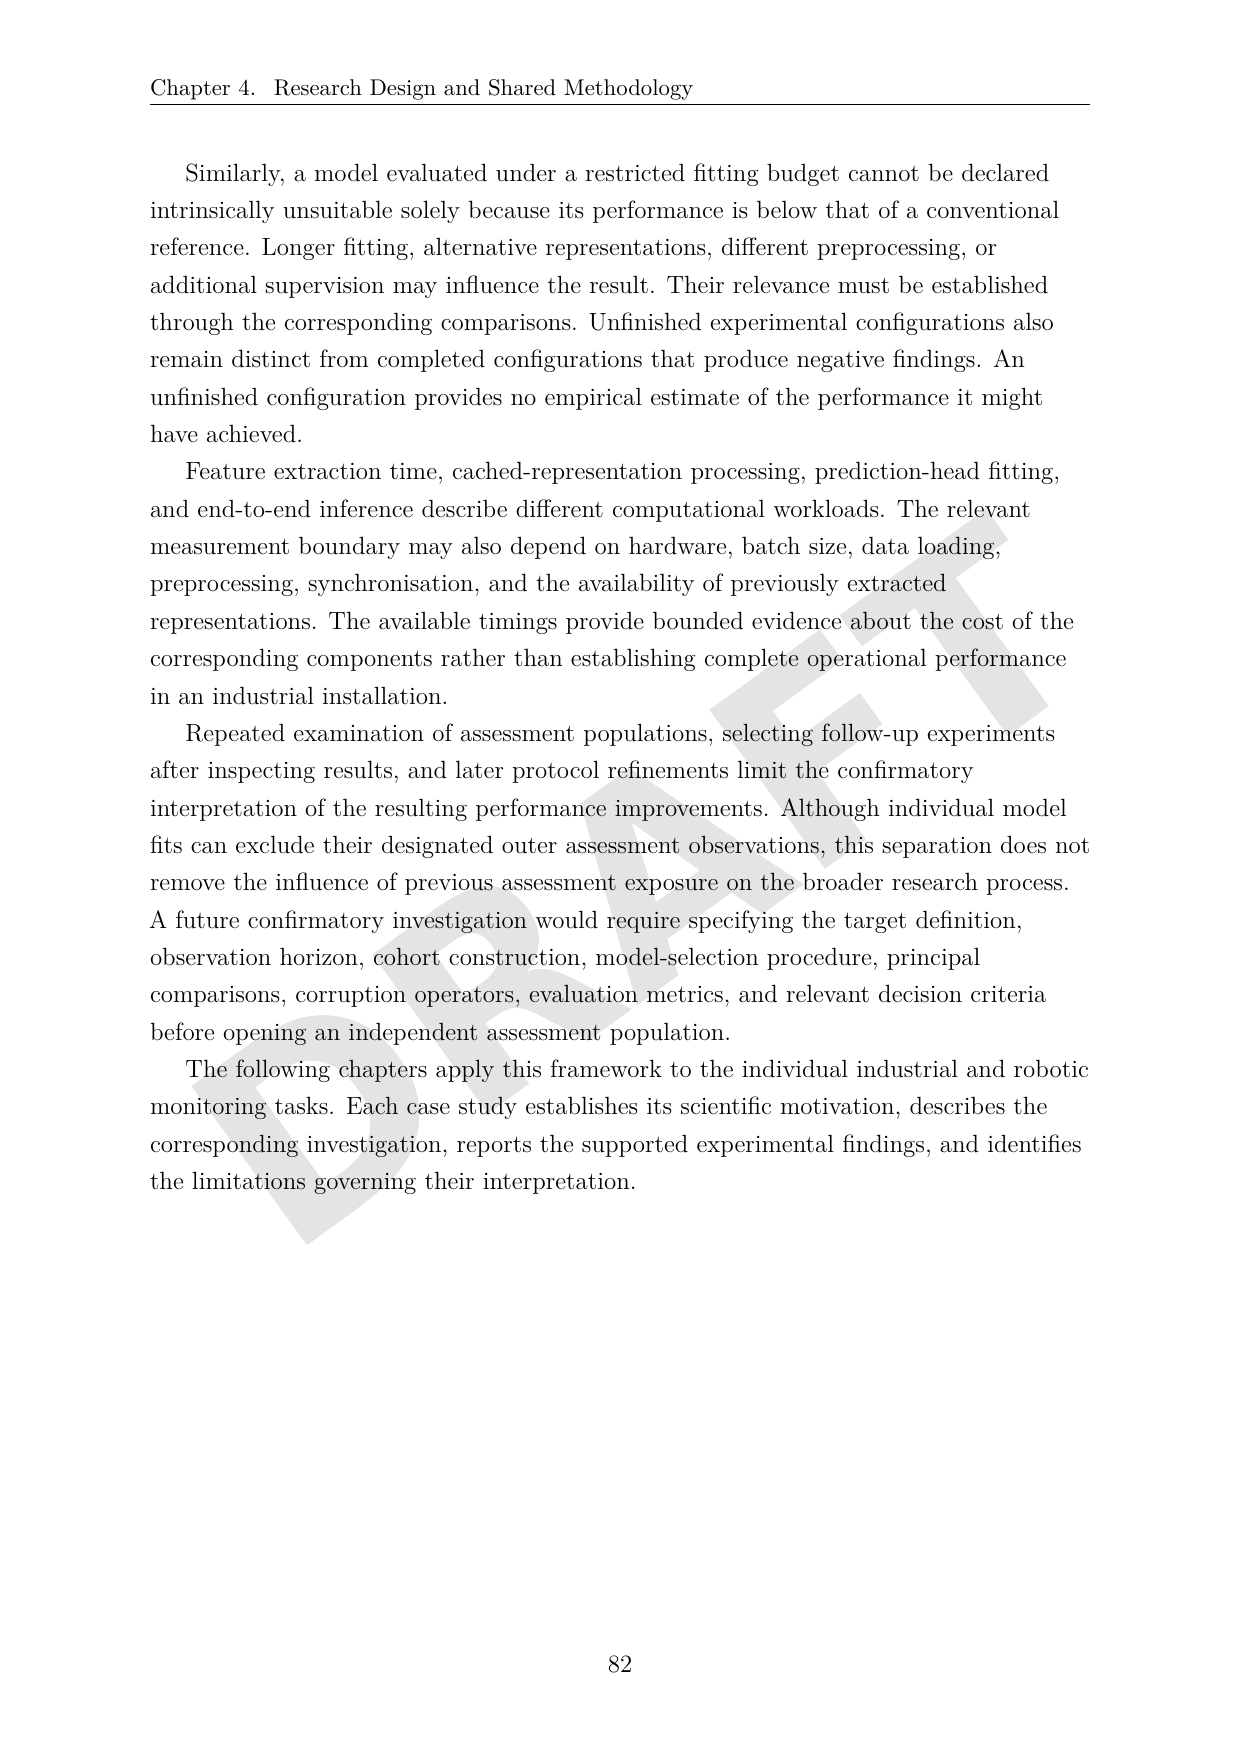 Chapter 4. Research Design and Shared Methodology
Similarly, a model evaluated under a restricted fitting budget cannot be declared
intrinsically unsuitable solely because its performance is below that of a conventional
reference. Longer fitting, alternative representations, different preprocessing, or
additional supervision may influence the result. Their relevance must be established
through the corresponding comparisons. Unfinished experimental configurations also
remain distinct from completed configurations that produce negative findings. An
unfinished configuration provides no empirical estimate of the performance it might
have achieved.
Feature extraction time, cached-representation processing, prediction-head fitting,
and end-to-end inference describe different computational workloads. The relevant
measurement boundary may also depend on hardware, batch size, data loading,
preprocessing, synchronisation, and the availability of previously extracted
representations. The available timings provide bounded evidence about the cost of the
corresponding components rather than establishing complete operational performance
in an industrial installation.
Repeated examination of assessment populations, selecting follow-up experiments
after inspecting results, and later protocol refinements limit the confirmatory
interpretation of the resulting performance improvements. Although individual model
fits can exclude their designated outer assessment observations, this separation does not
remove the influence of previous assessment exposure on the broader research process.
A future confirmatory investigation would require specifying the target definition,
observation horizon, cohort construction, model-selection procedure, principal
comparisons, corruption operators, evaluation metrics, and relevant decision criteria
before opening an independent assessment population.
The following chapters apply this framework to the individual industrial and robotic
monitoring tasks. Each case study establishes its scientific motivation, describes the
corresponding investigation, reports the supported experimental findings, and identifies
the limitations governing their interpretation.
DRAFT
82